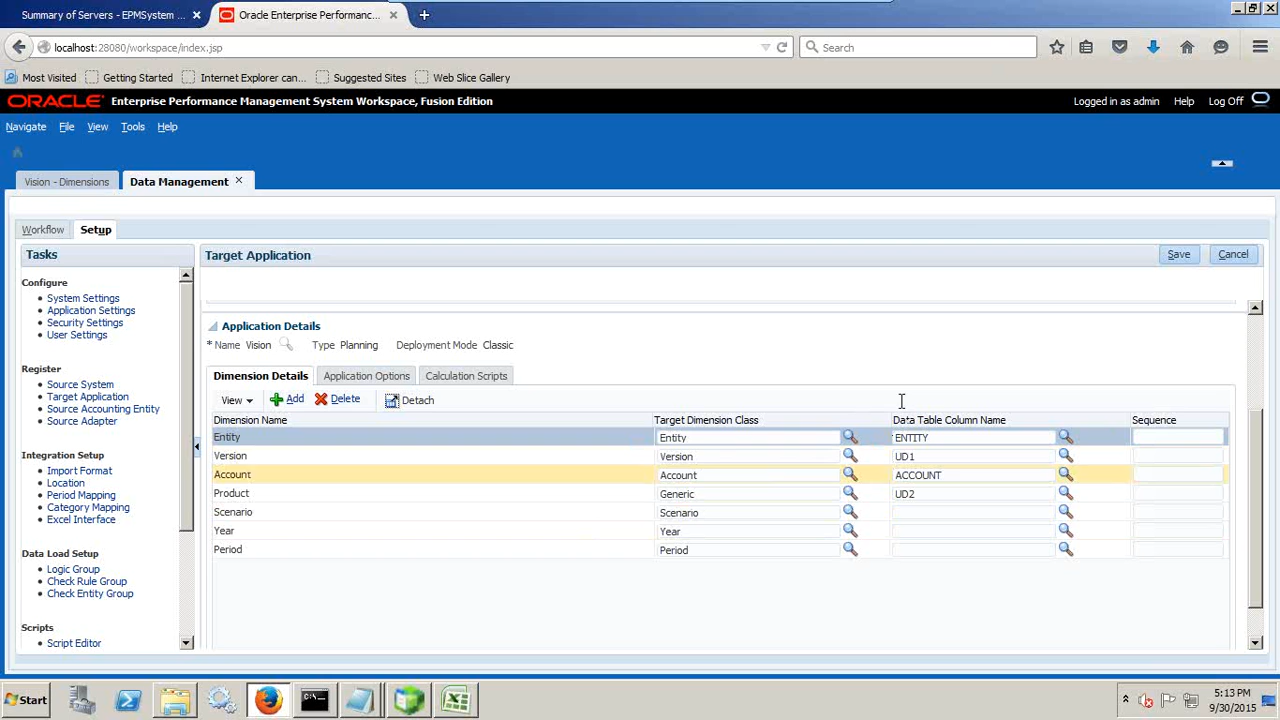 Summary of Servers - EPMSystem ... ×
Oracle Enterprise Performanc... ×
localhost:28080/workspace/index.jsp
Search
Most Visited Getting Started Internet Explorer can... Suggested Sites Web Slice Gallery
ORACLE Enterprise Performance Management System Workspace, Fusion Edition
Logged in as admin Help Log Off
Navigate File View Tools Help
Vision - Dimensions Data Management
Workflow Setup
Tasks
Configure
System Settings
Application Settings
Security Settings
User Settings
Register
Source System
Target Application
Source Accounting Entity
Source Adapter
Integration Setup
Import Format
Location
Period Mapping
Category Mapping
Excel Interface
Data Load Setup
Logic Group
Check Rule Group
Check Entity Group
Scripts
Script Editor
Target Application Save Cancel
Application Details
* Name Vision Type Planning Deployment Mode Classic
Dimension Details Application Options Calculation Scripts
View Add Delete Detach
Dimension Name Target Dimension Class Data Table Column Name Sequence
Entity Entity ENTITY
Version Version UD1
Account Account ACCOUNT
Product Generic UD2
Scenario Scenario
Year Year
Period Period
Start
5:13 PM
9/30/2015